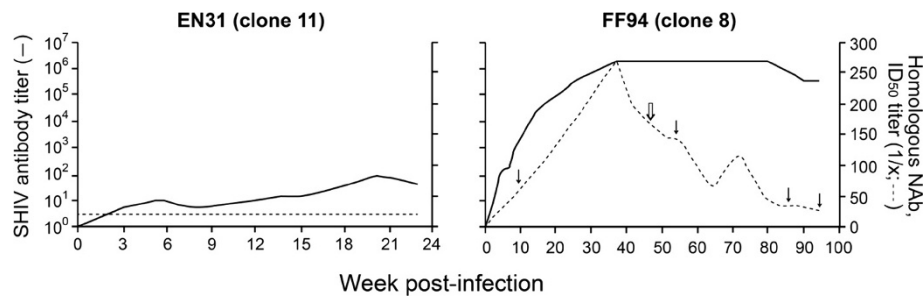 EN31 (clone 11)
FF94 (clone 8)
SHIV antibody titer (—)
10⁷
10⁶
10⁵
10⁴
10³
10²
10¹
10⁰
0 3 6 9 12 15 18 21 24
300
250
200
150
100
50
0
0 10 20 30 40 50 60 70 80 90 100
Homologous NAb,
ID₅₀ titer (1/x; ---)
Week post-infection